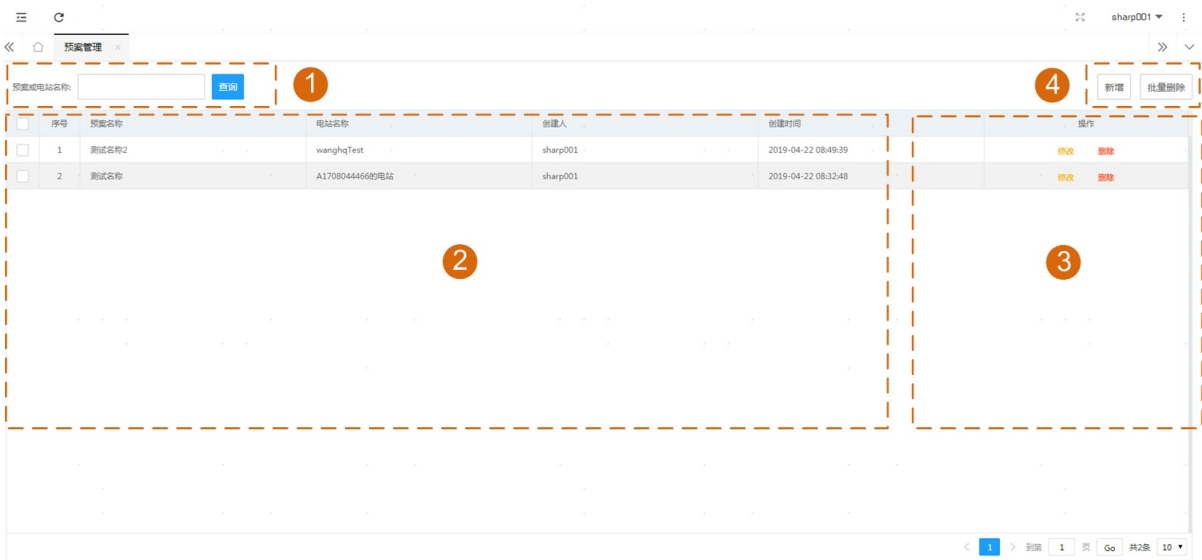 sharp001
预案管理
预案或电站名称: 查询 1 4 新增 批量删除
序号 预案名称 电站名称 创建人 创建时间 操作
1 测试名称2 wanghqTest sharp001 2019-04-22 08:49:39 修改 删除
2 测试名称 A1708044466的电站 sharp001 2019-04-22 08:32:48 修改 删除
2 3
1 到第 1 页 Go 共2条 10